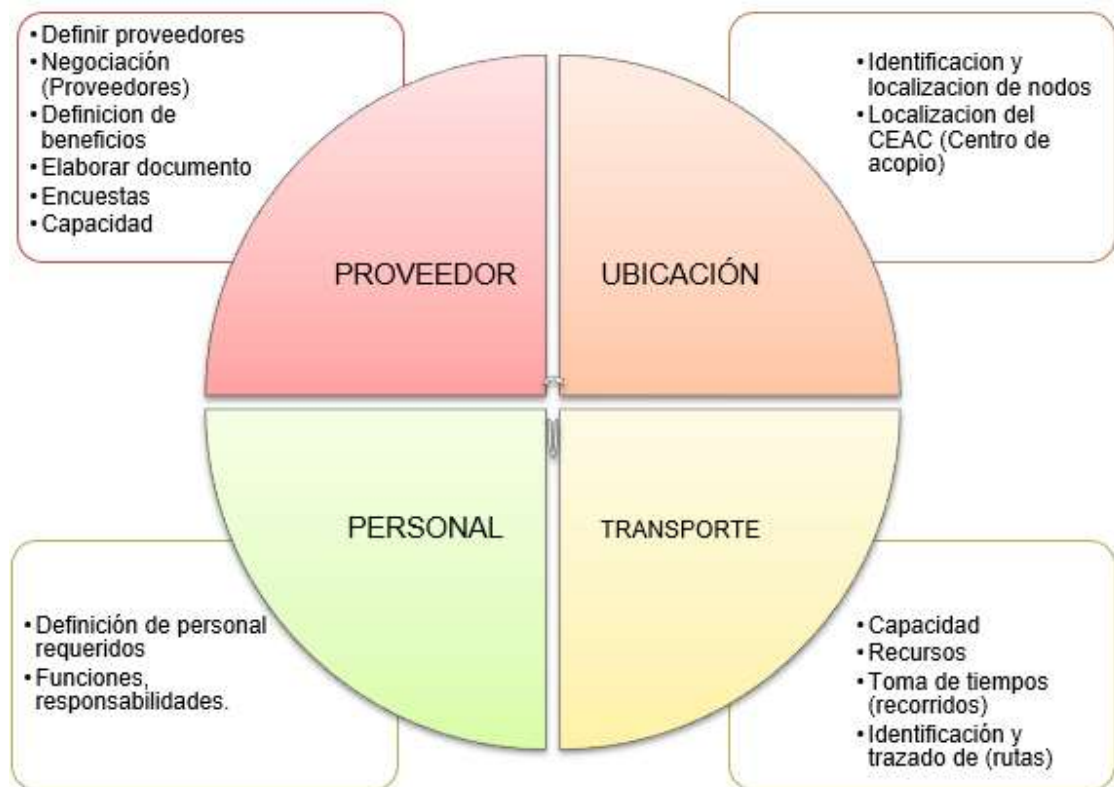 • Definir proveedores
• Negociación
(Proveedores)
• Definicion de
beneficios
• Elaborar documento
• Encuestas
• Capacidad
• Identificacion y
localizacion de nodos
• Localizacion del
CEAC (Centro de
acopio)
PROVEEDOR
UBICACIÓN
PERSONAL
TRANSPORTE
• Definición de personal
requeridos
• Funciones,
responsabilidades.
• Capacidad
• Recursos
• Toma de tiempos
(recorridos)
• Identificación y
trazado de (rutas)